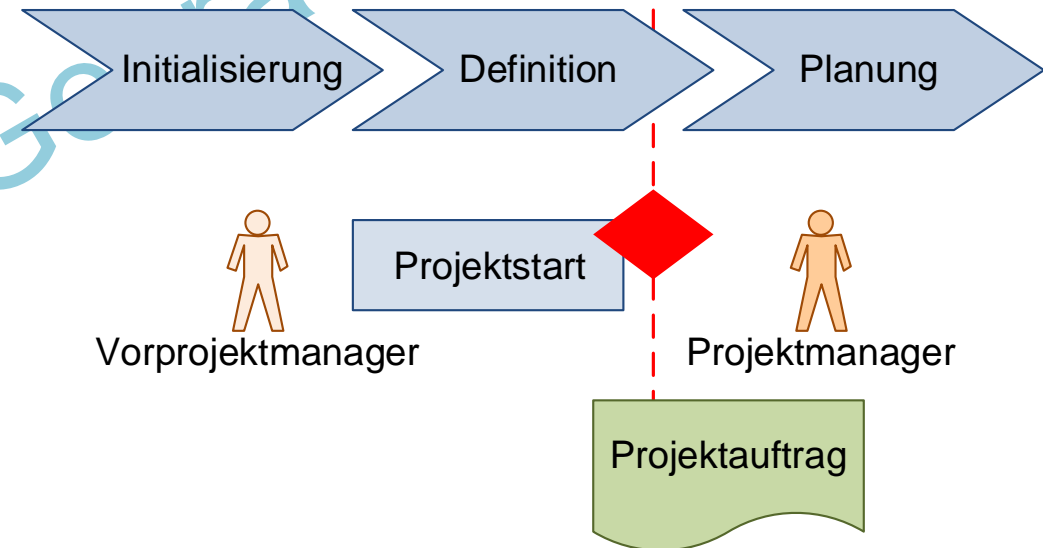 Initialisierung
Definition
Planung
Projektstart
Vorprojektmanager
Projektmanager
Projektauftrag